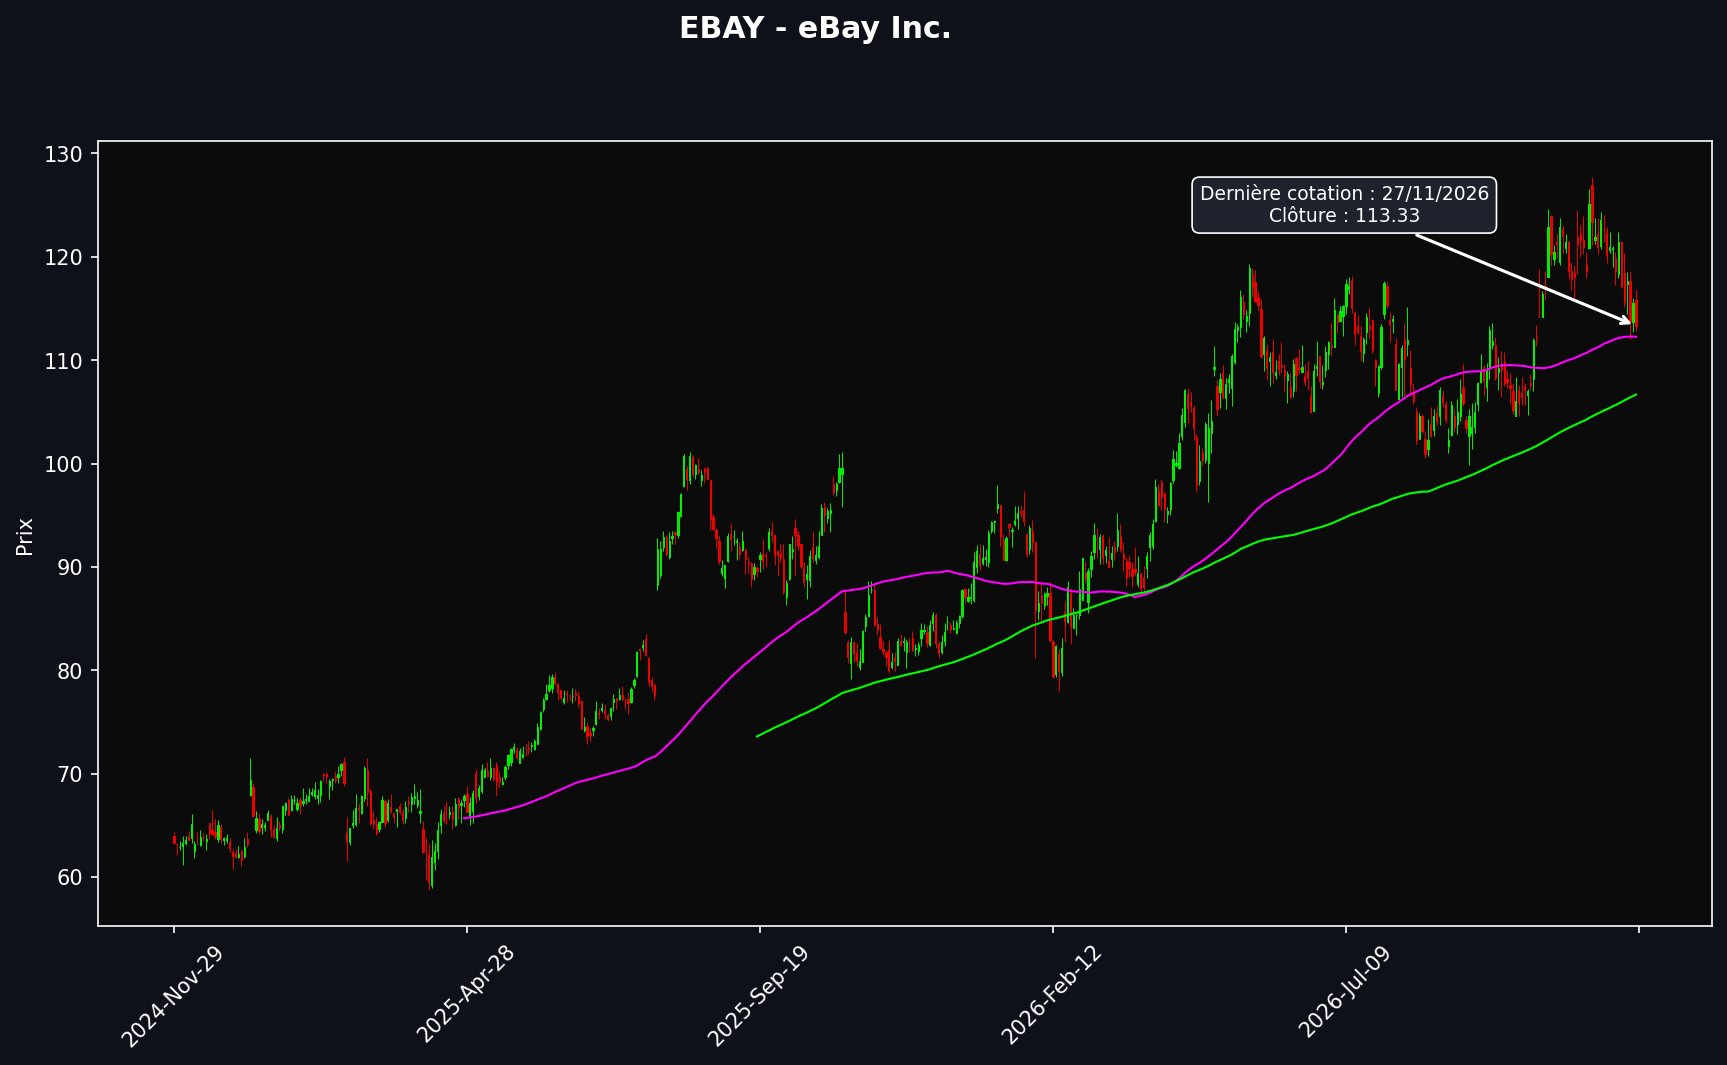 EBAY - eBay Inc.
130
120
110
100
90
80
70
60
Prix
Dernière cotation : 27/11/2026
Clôture : 113.33
2024-Nov-29
2025-Apr-28
2025-Sep-19
2026-Feb-12
2026-Jul-09